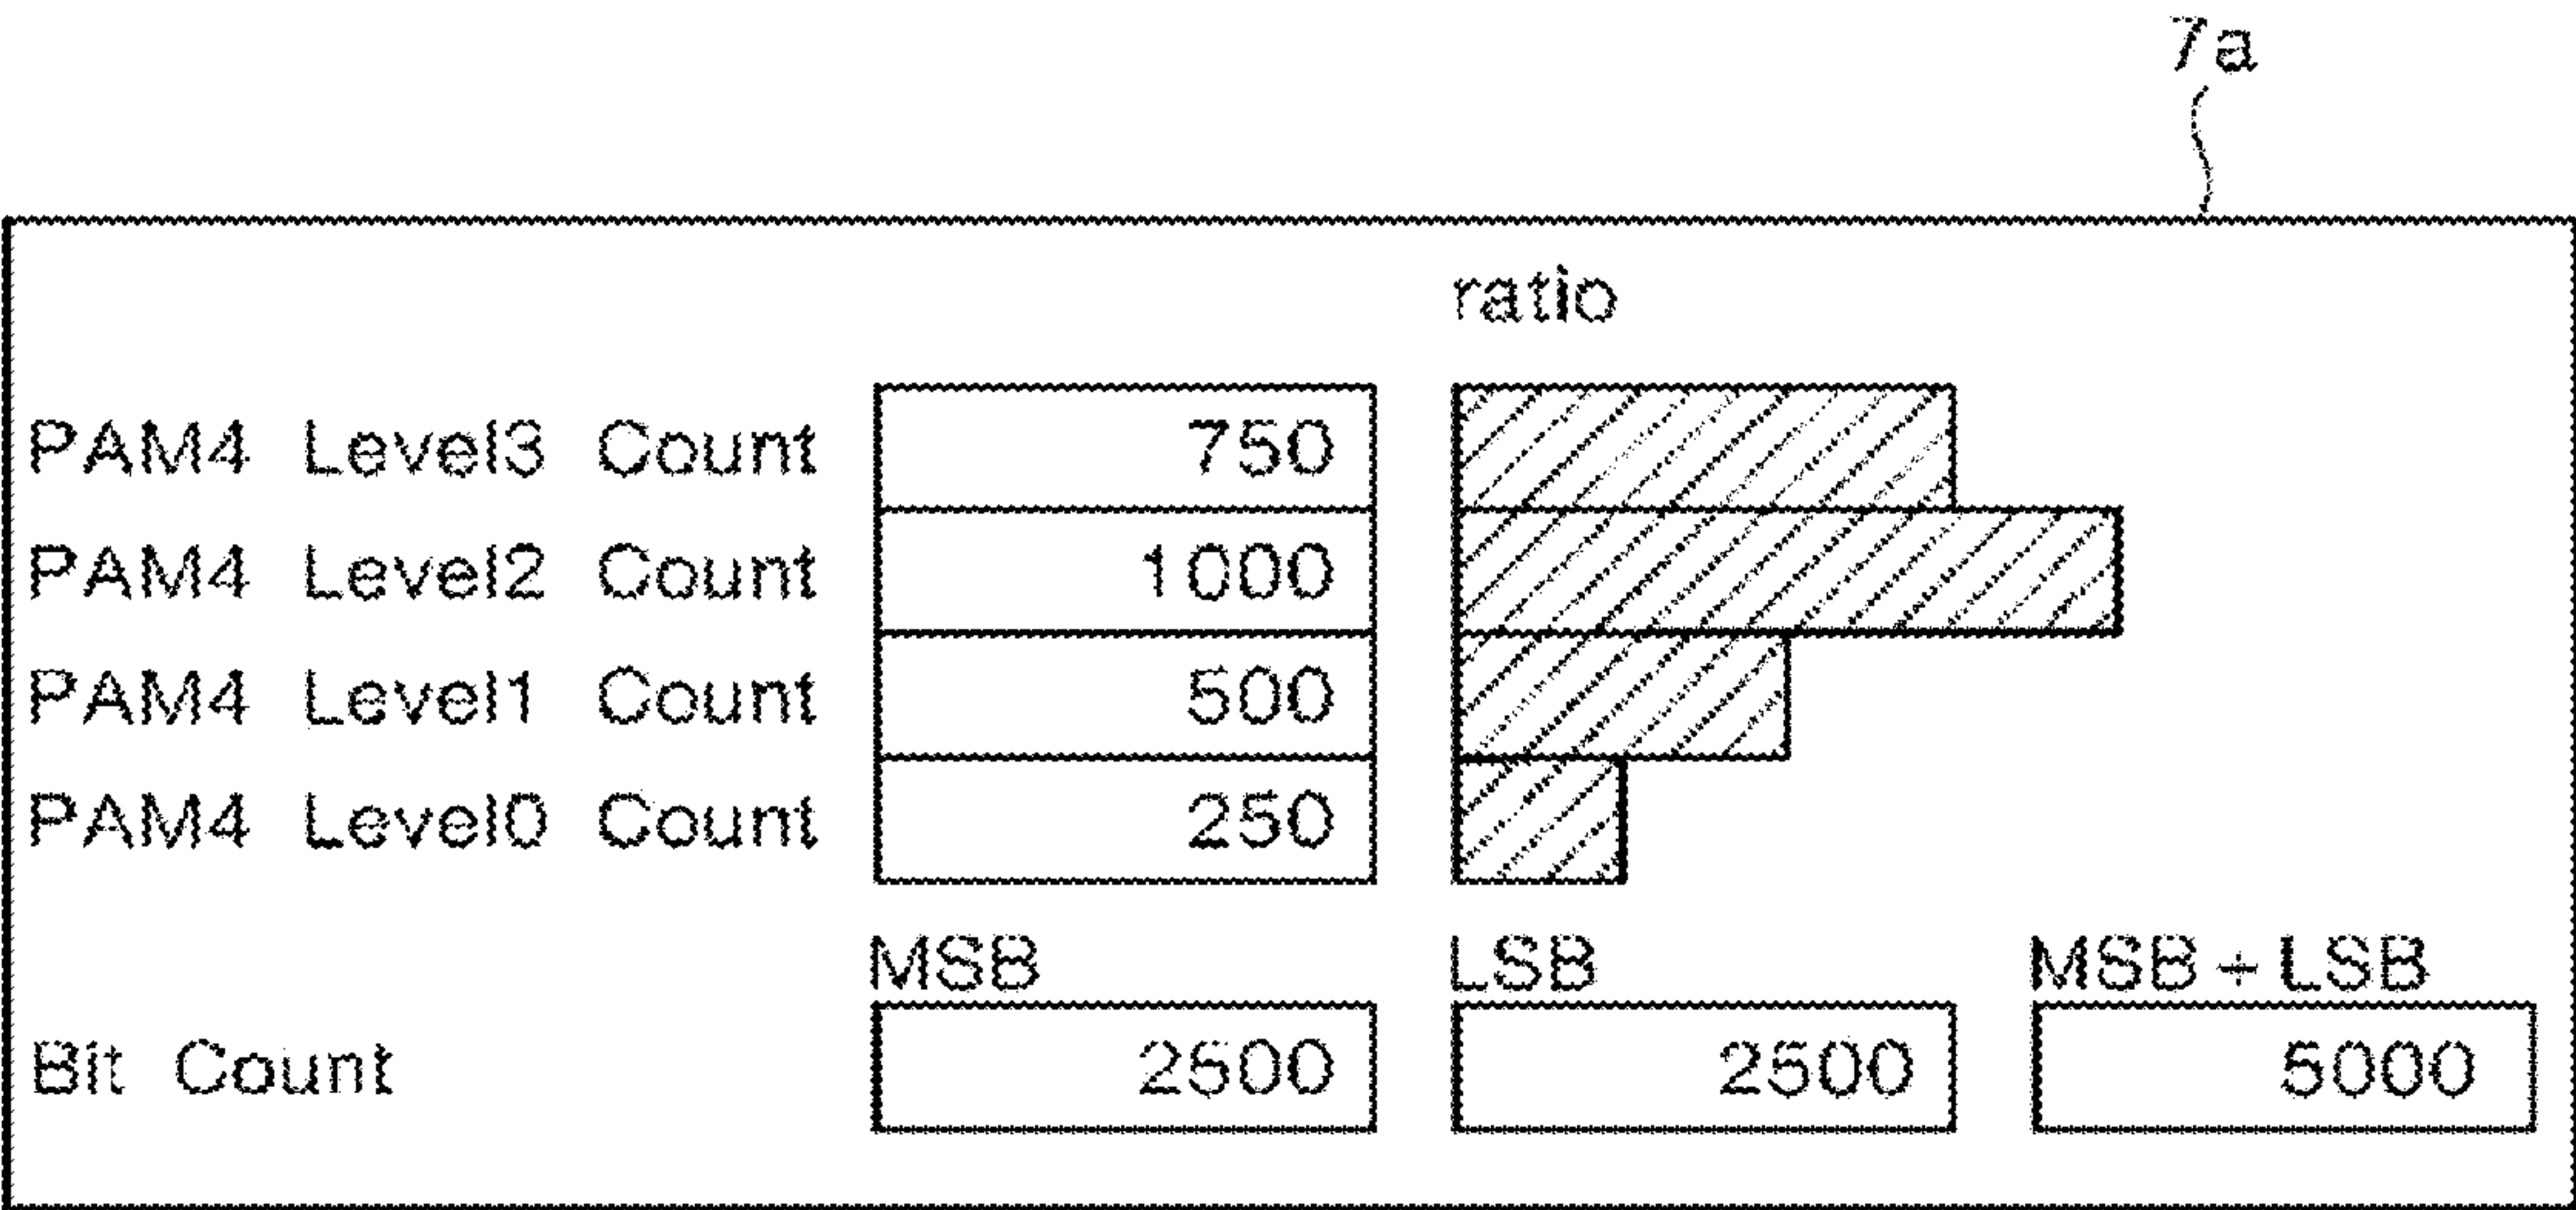 7a
ratio
PAM4 Level3 Count 750
PAM4 Level2 Count 1000
PAM4 Level1 Count 500
PAM4 Level0 Count 250
MSB LSB MSB+LSB
Bit Count 2500 2500 5000